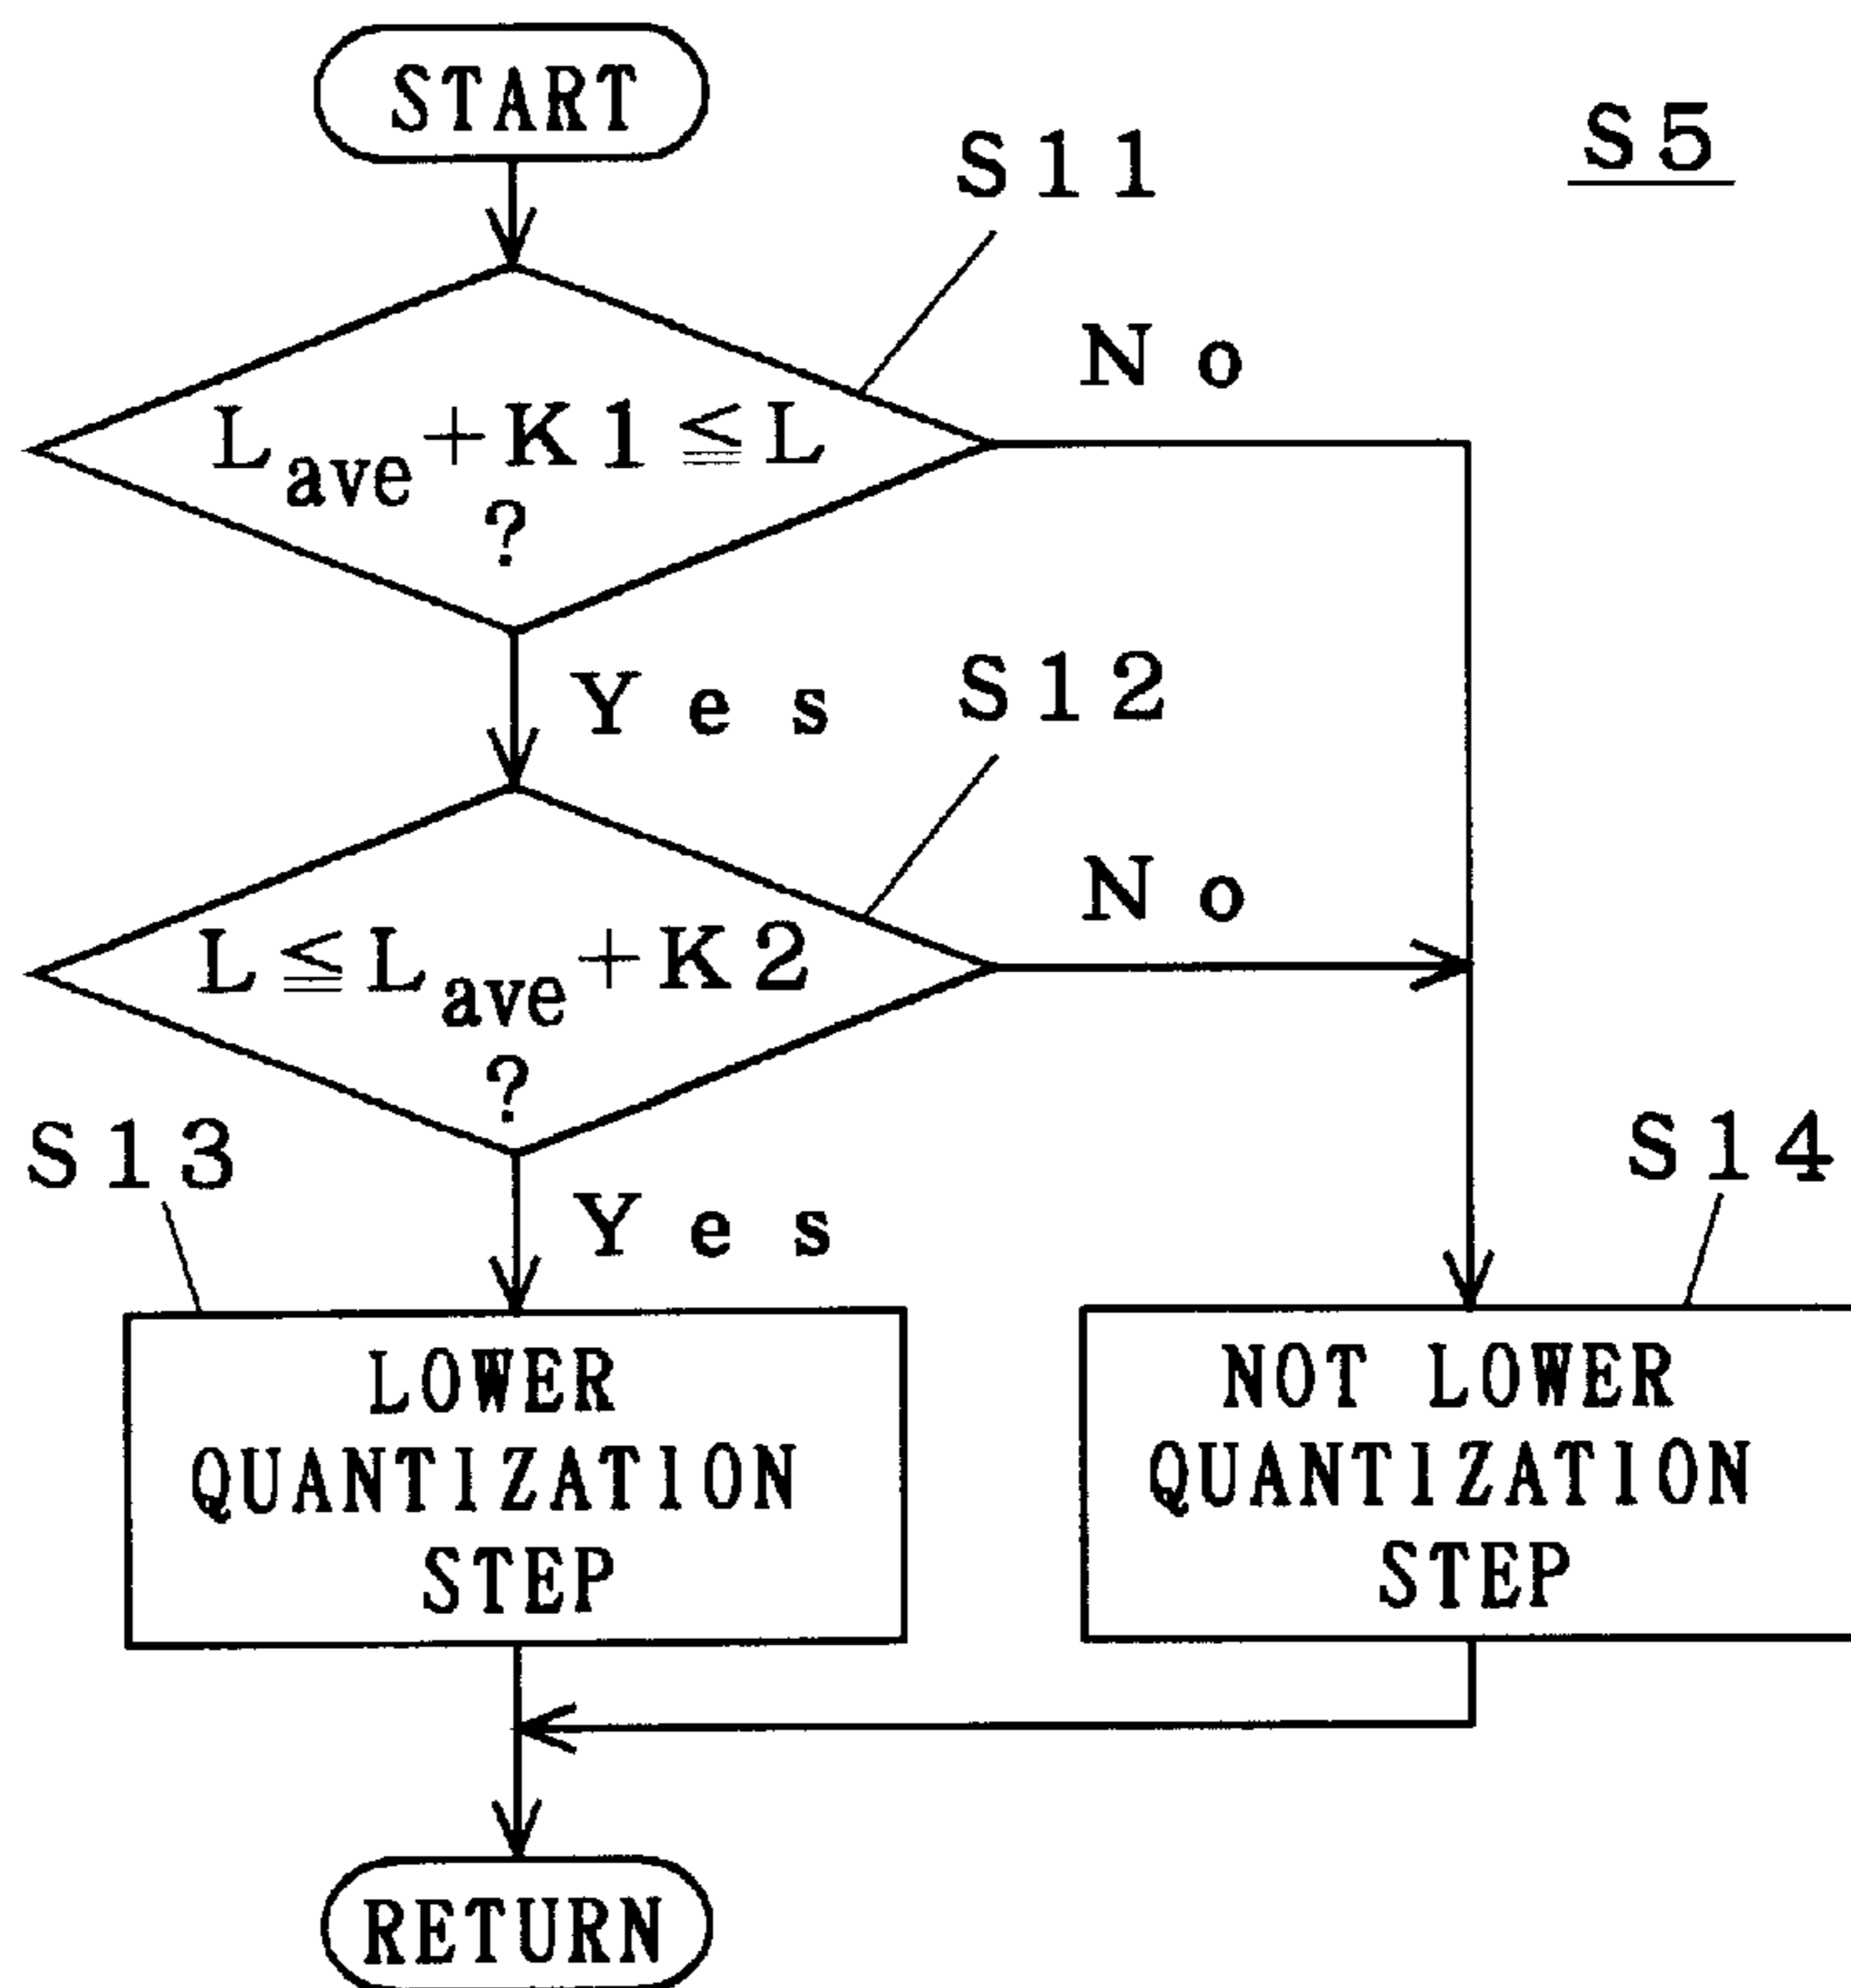 START
S11
S5
No
Lave+K1≦L
?
Yes
S12
No
L≦Lave+K2
?
S13
Yes
S14
LOWER
QUANTIZATION
STEP
NOT LOWER
QUANTIZATION
STEP
RETURN